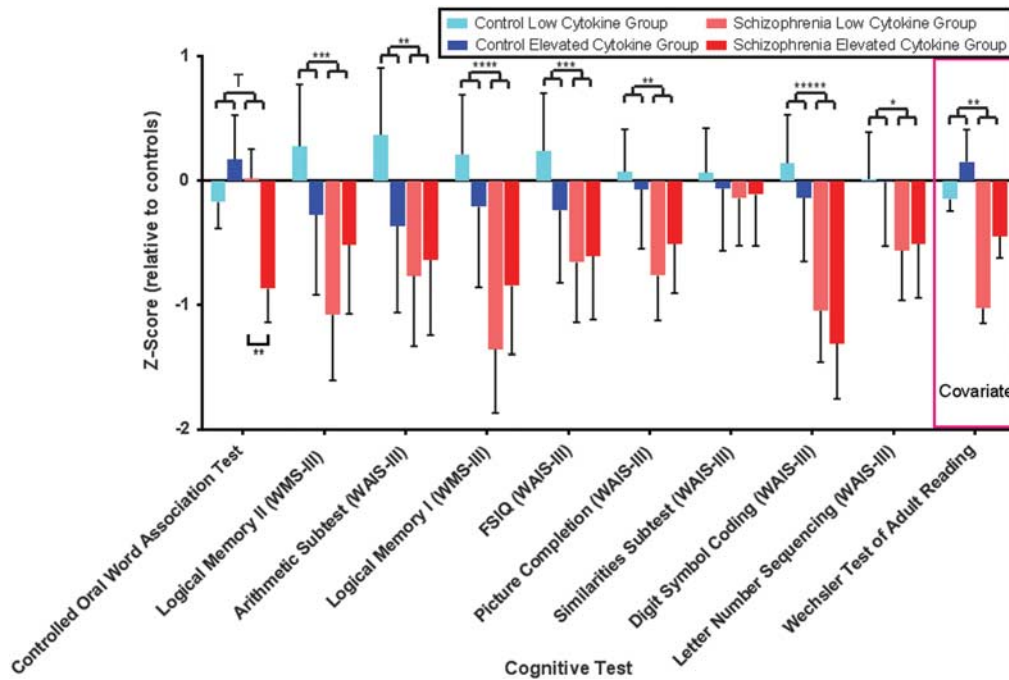 Control Low Cytokine Group
Schizophrenia Low Cytokine Group
Control Elevated Cytokine Group
Schizophrenia Elevated Cytokine Group
Z-Score (relative to controls)
1
0
-1
-2
T
***
**
****
***
**
*****
*
**
**
Covariate
Controlled Oral Word Association Test
Logical Memory II (WMS-III)
Arithmetic Subtest (WAIS-III)
Logical Memory I (WMS-III)
FSIQ (WAIS-III)
Picture Completion (WAIS-III)
Similarities Subtest (WAIS-III)
Digit Symbol Coding (WAIS-III)
Letter Number Sequencing (WAIS-III)
Wechsler Test of Adult Reading
Cognitive Test